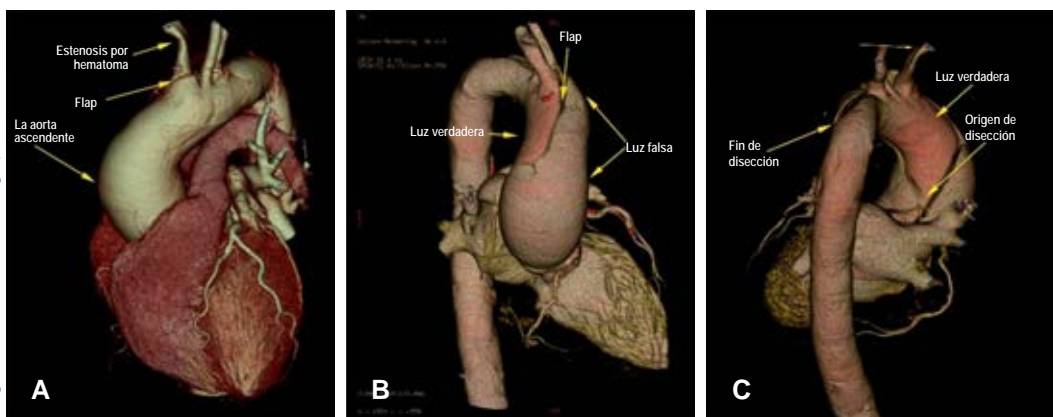 Estenosis por
hematoma
Flap
La aorta
ascendente
A
Flap
Luz verdadera
Luz falsa
B
Luz verdadera
Origen de
disección
Fin de
disección
C